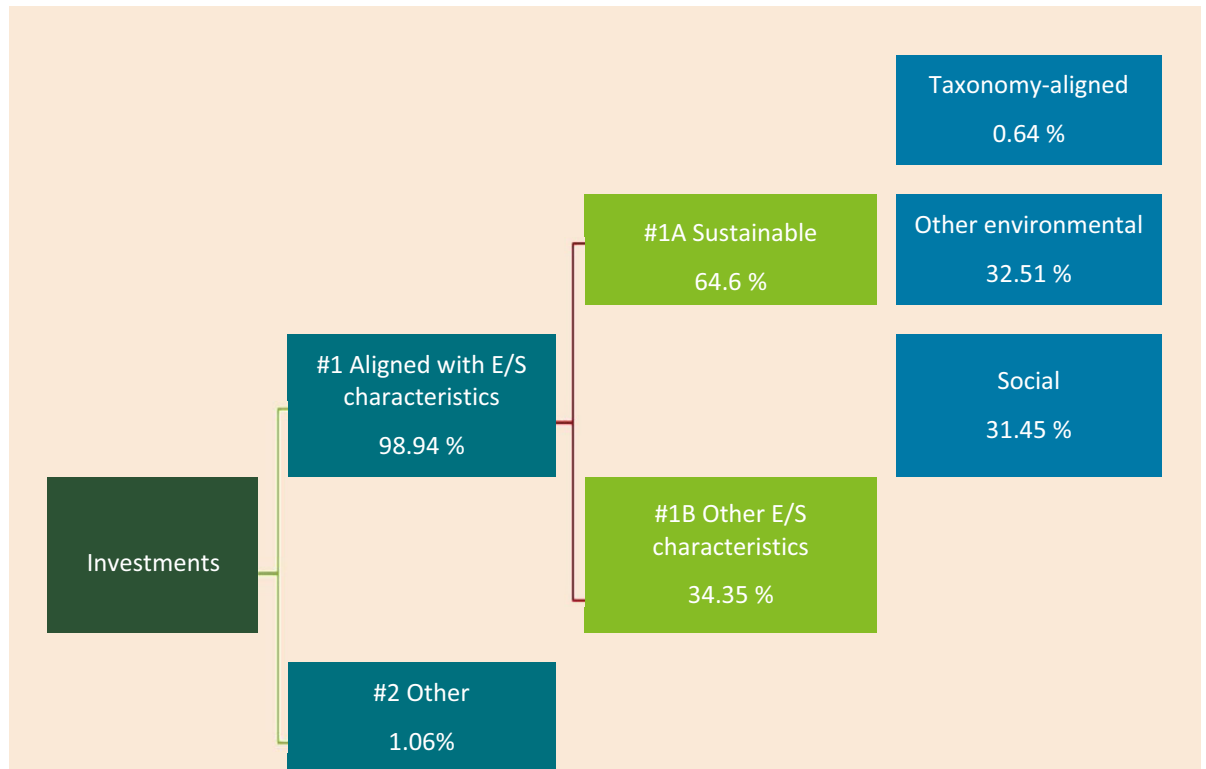 Taxonomy-aligned
0.64 %
#1A Sustainable
64.6 %
Other environmental
32.51 %
#1 Aligned with E/S
characteristics
98.94 %
Social
31.45 %
Investments
#1B Other E/S
characteristics
34.35 %
#2 Other
1.06%